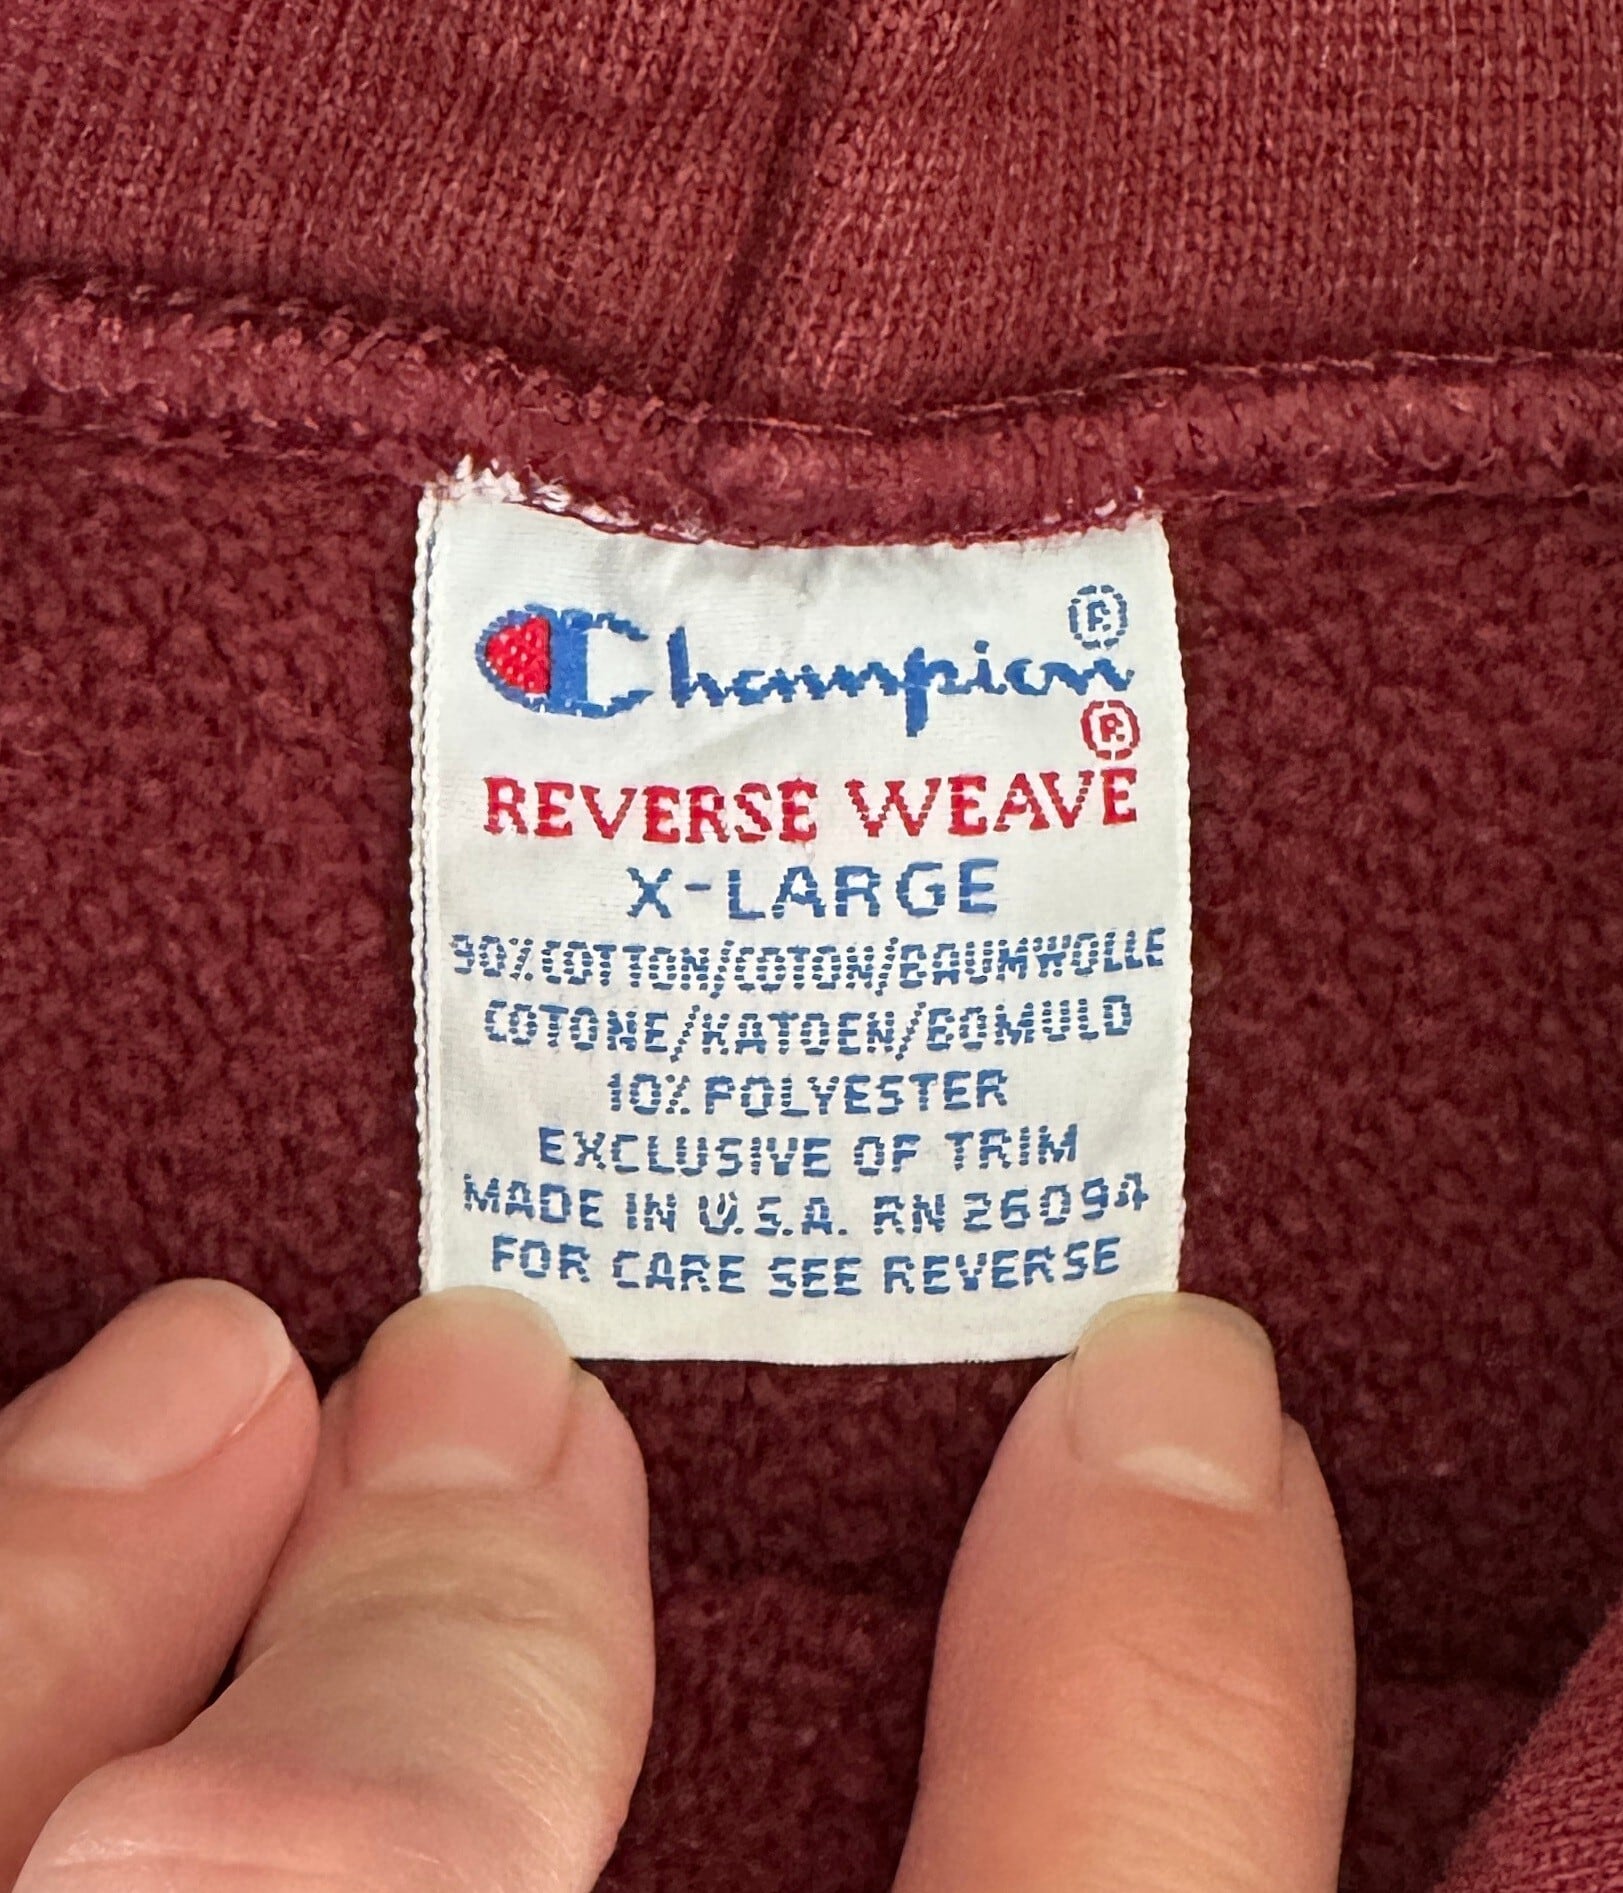 Champion®
REVERSE WEAVE®
X-LARGE
90% COTTON/COTON/BAUMWOLLE
COTONE/KATOEN/BOMULD
10% POLYESTER
EXCLUSIVE OF TRIM
MADE IN U.S.A. RN 26094
FOR CARE SEE REVERSE